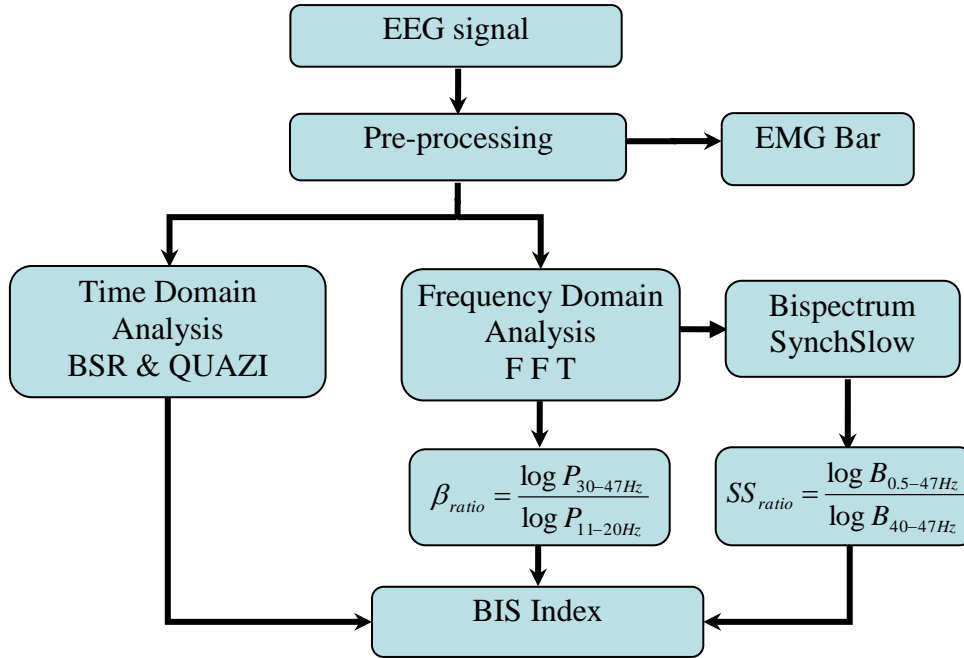 EEG signal
Pre-processing
EMG Bar
Time Domain
Analysis
BSR & QUAZI
Frequency Domain
Analysis
F F T
Bispectrum
SynchSlow
β_ratio = log P_30–47Hz / log P_11–20Hz
SS_ratio = log B_0.5–47Hz / log B_40–47Hz
BIS Index